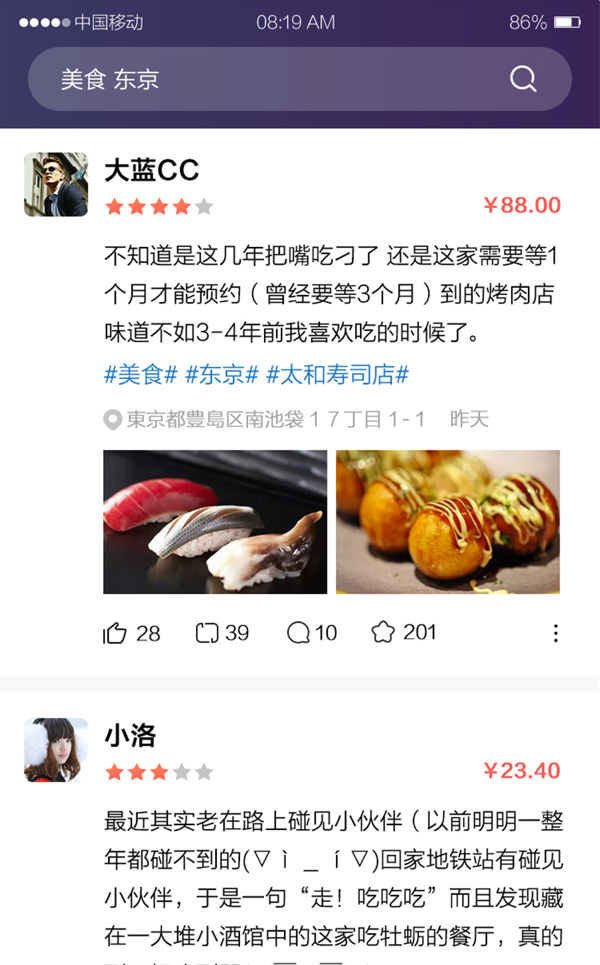 中国移动 08:19 AM 86%
美食 东京
大蓝CC
￥88.00
不知道是这几年把嘴吃刁了 还是这家需要等1
个月才能预约（曾经要等3个月）到的烤肉店
味道不如3-4年前我喜欢吃的时候了。
#美食# #东京# #太和寿司店#
東京都豊島区南池袋１７丁目１-１ 昨天
28 39 10 201
小洛
￥23.40
最近其实老在路上碰见小伙伴（以前明明一整
年都碰不到的(▽ ì _ í ▽)回家地铁站有碰见
小伙伴，于是一句“走！吃吃吃”而且发现藏
在一大堆小酒馆中的这家吃牡蛎的餐厅，真的